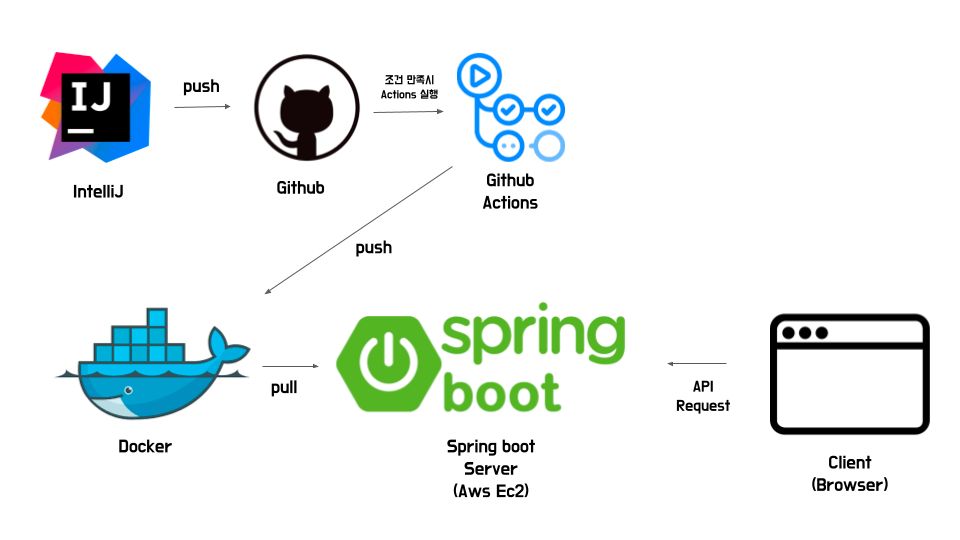 IJ
push
조건 만족시
Actions 실행
IntelliJ
Github
Github
Actions
push
spring
boot
pull
API
Request
Docker
Spring boot
Server
(Aws Ec2)
Client
(Browser)